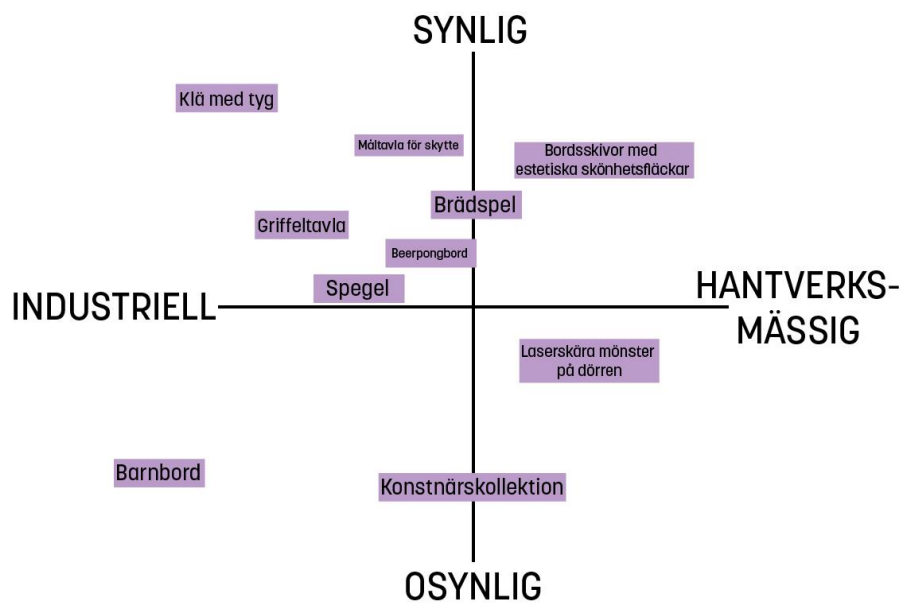 SYNLIG
Klä med tyg
Måltavla för skytte
Bordsskivor med
estetiska skönhetsfläckar
Brädspel
Griffeltavla
Beerpongbord
Spegel
INDUSTRIELL
HANTVERKS-
MÄSSIG
Laserskära mönster
på dörren
Barnbord
Konstnärskollektion
OSYNLIG